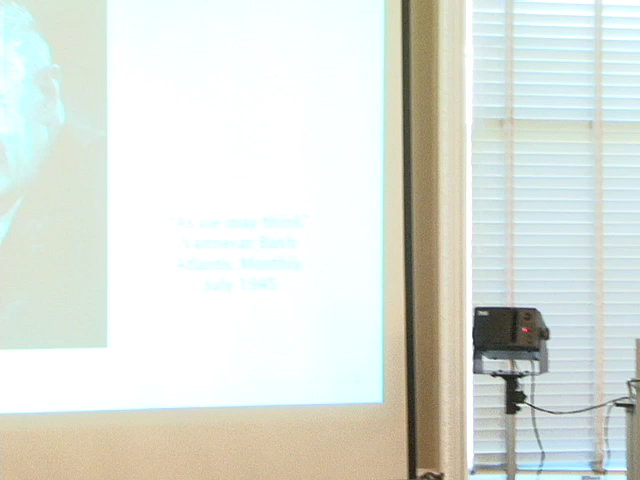 "As we may think"
Vannevar Bush
Atlantic Monthly
July 1945